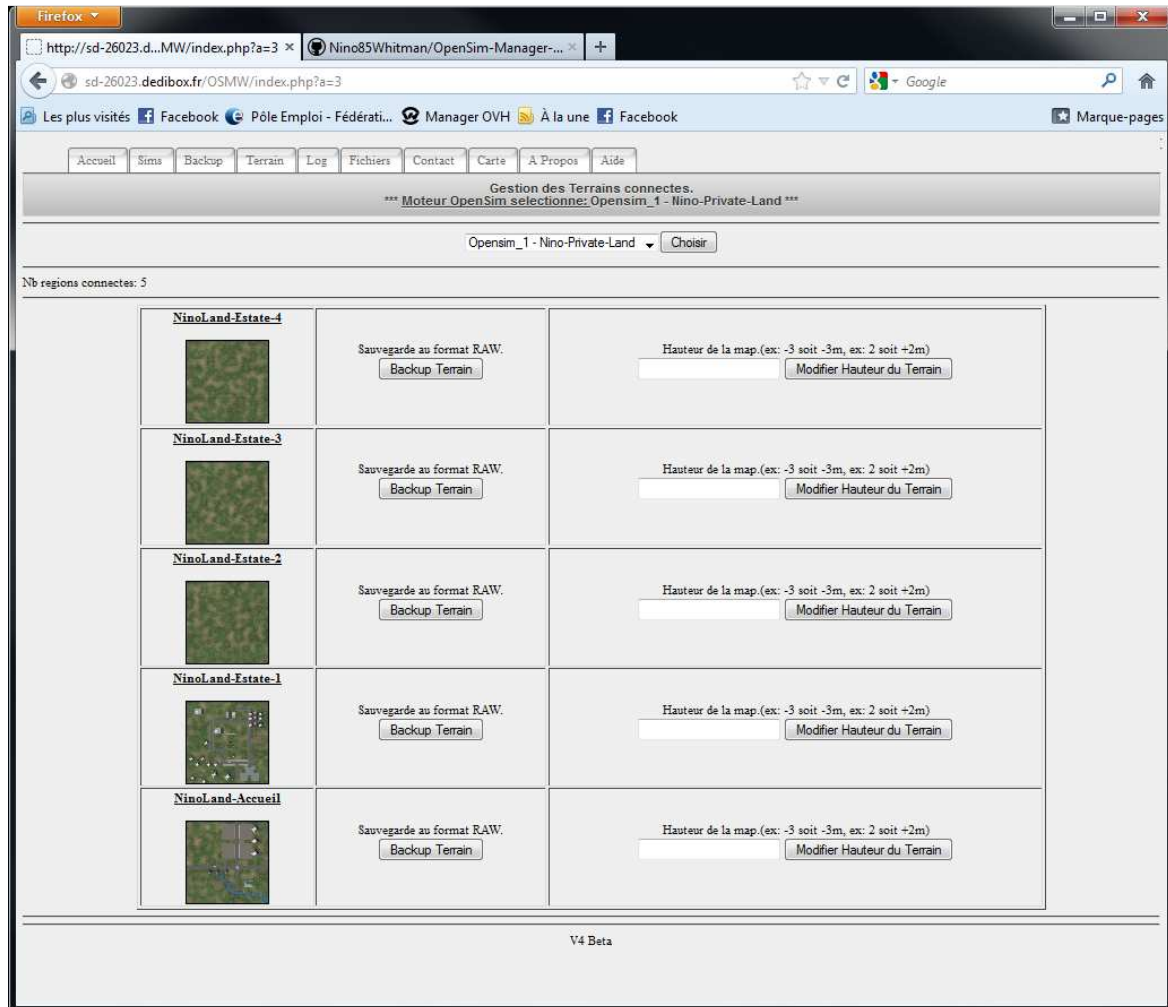 Firefox
http://sd-26023.d...MW/index.php?a=3
Nino85Whitman/OpenSim-Manager-...
sd-26023.dedibox.fr/OSMW/index.php?a=3
Google
Les plus visités Facebook Pôle Emploi - Fédérati... Manager OVH À la une Facebook Marque-pages
Accueil Sims Backup Terrain Log Fichiers Contact Carte A Propos Aide
Gestion des Terrains connectes.
*** Moteur OpenSim selectionne: Opensim_1 - Nino-Private-Land ***
Opensim_1 - Nino-Private-Land Choisir
Nb regions connectes: 5
NinoLand-Estate-4
Sauvegarde au format RAW.
Backup Terrain
Hauteur de la map.(ex: -3 soit -3m, ex: 2 soit +2m)
Modifier Hauteur du Terrain
NinoLand-Estate-3
Sauvegarde au format RAW.
Backup Terrain
Hauteur de la map.(ex: -3 soit -3m, ex: 2 soit +2m)
Modifier Hauteur du Terrain
NinoLand-Estate-2
Sauvegarde au format RAW.
Backup Terrain
Hauteur de la map.(ex: -3 soit -3m, ex: 2 soit +2m)
Modifier Hauteur du Terrain
NinoLand-Estate-1
Sauvegarde au format RAW.
Backup Terrain
Hauteur de la map.(ex: -3 soit -3m, ex: 2 soit +2m)
Modifier Hauteur du Terrain
NinoLand-Accueil
Sauvegarde au format RAW.
Backup Terrain
Hauteur de la map.(ex: -3 soit -3m, ex: 2 soit +2m)
Modifier Hauteur du Terrain
V4 Beta